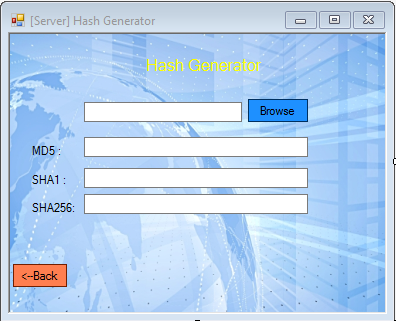 [Server] Hash Generator
Hash Generator
Browse
MD5 :
SHA1 :
SHA256:
<--Back